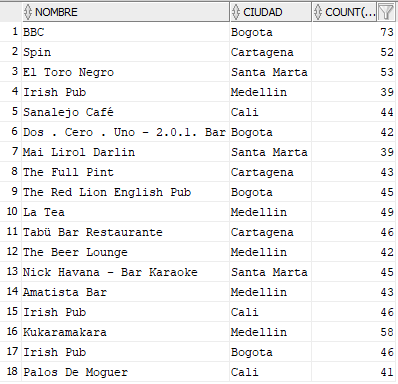 NOMBRE CIUDAD COUNT(...
1 BBC Bogota 73
2 Spin Cartagena 52
3 El Toro Negro Santa Marta 53
4 Irish Pub Medellin 39
5 Sanalejo Café Cali 44
6 Dos . Cero . Uno - 2.0.1. Bar Bogota 42
7 Mai Lirol Darlin Santa Marta 39
8 The Full Pint Cartagena 43
9 The Red Lion English Pub Bogota 45
10 La Tea Medellin 49
11 Tabü Bar Restaurante Cartagena 46
12 The Beer Lounge Medellin 42
13 Nick Havana - Bar Karaoke Santa Marta 45
14 Amatista Bar Medellin 43
15 Irish Pub Cali 46
16 Kukaramakara Medellin 58
17 Irish Pub Bogota 46
18 Palos De Moguer Cali 41